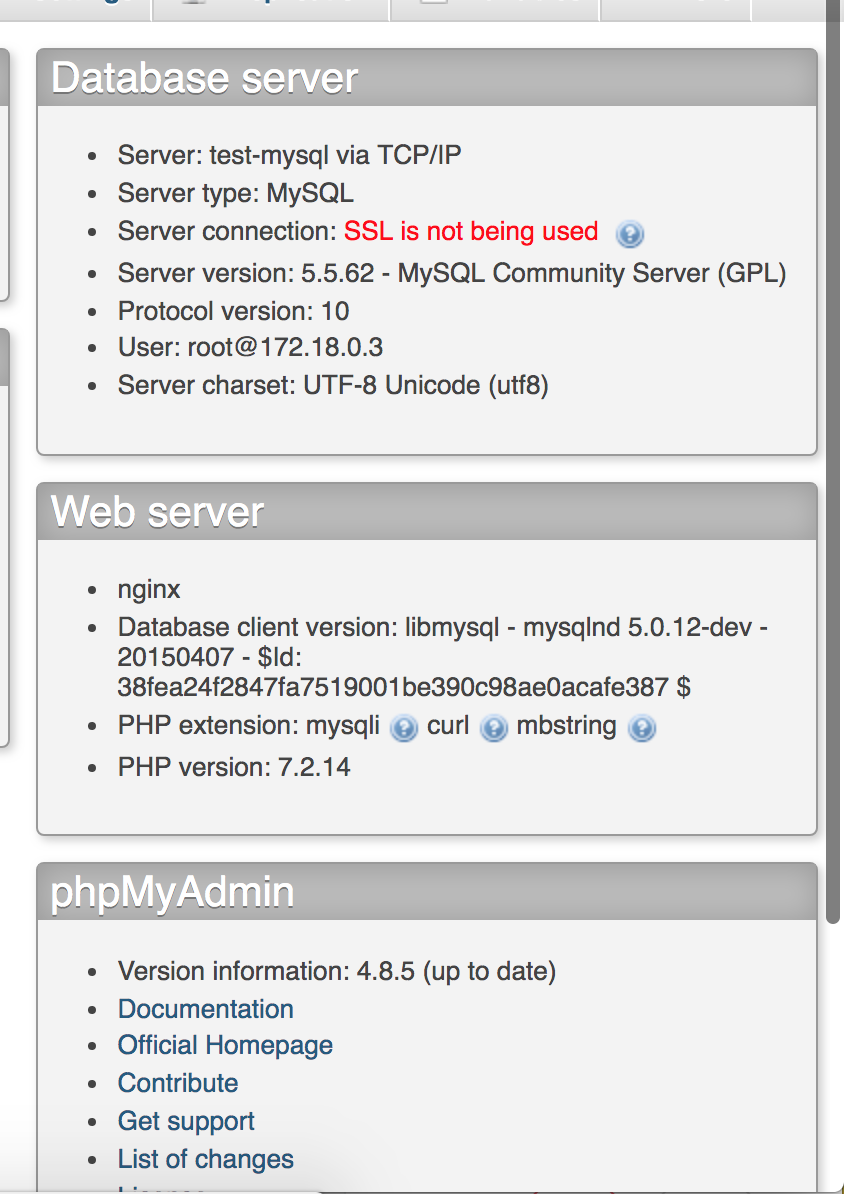 Database server
Server: test-mysql via TCP/IP
Server type: MySQL
Server connection: SSL is not being used
Server version: 5.5.62 - MySQL Community Server (GPL)
Protocol version: 10
User: root@172.18.0.3
Server charset: UTF-8 Unicode (utf8)
Web server
nginx
Database client version: libmysql - mysqlnd 5.0.12-dev -
20150407 - $Id:
38fea24f2847fa7519001be390c98ae0acafe387 $
PHP extension: mysqli curl mbstring
PHP version: 7.2.14
phpMyAdmin
Version information: 4.8.5 (up to date)
Documentation
Official Homepage
Contribute
Get support
List of changes